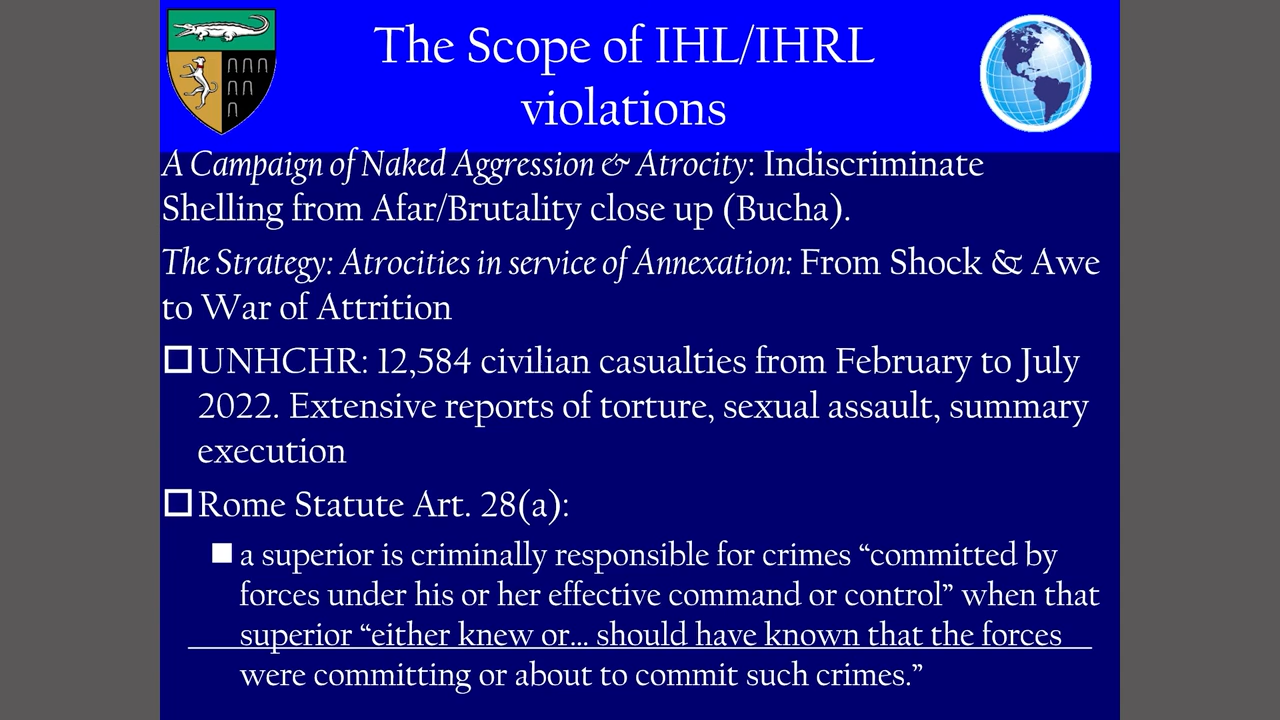 The Scope of IHL/IHRL
violations
A Campaign of Naked Aggression & Atrocity: Indiscriminate
Shelling from Afar/Brutality close up (Bucha).
The Strategy: Atrocities in service of Annexation: From Shock & Awe
to War of Attrition
UNHCHR: 12,584 civilian casualties from February to July
2022. Extensive reports of torture, sexual assault, summary
execution
Rome Statute Art. 28(a):
a superior is criminally responsible for crimes “committed by
forces under his or her effective command or control” when that
superior “either knew or... should have known that the forces
were committing or about to commit such crimes.”